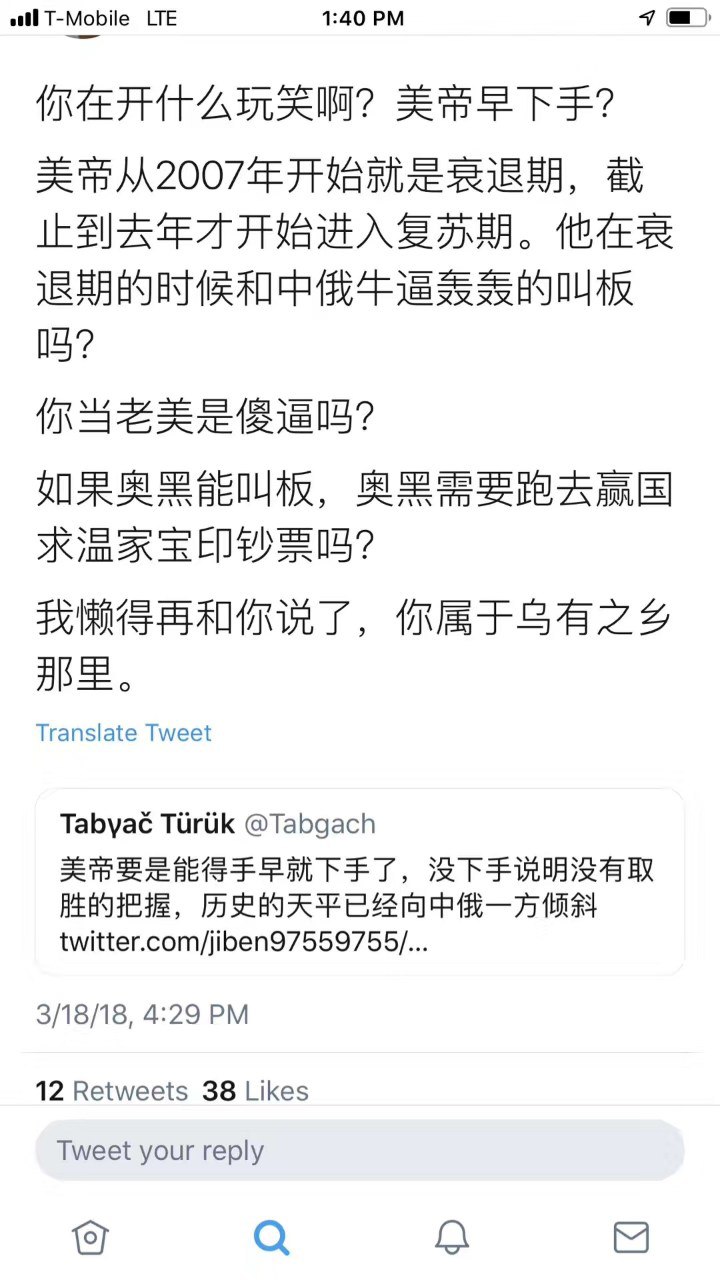 T-Mobile LTE 1:40 PM
你在开什么玩笑啊？美帝早下手？
美帝从2007年开始就是衰退期，截
止到去年才开始进入复苏期。他在衰
退期的时候和中俄牛逼轰轰的叫板
吗？
你当老美是傻逼吗？
如果奥黑能叫板，奥黑需要跑去赢国
求温家宝印钞票吗？
我懒得再和你说了，你属于乌有之乡
那里。
Translate Tweet
Tabγač Türük @Tabgach
美帝要是能得手早就下手了，没下手说明没有取
胜的把握，历史的天平已经向中俄一方倾斜
twitter.com/jiben97559755/...
3/18/18, 4:29 PM
12 Retweets 38 Likes
Tweet your reply